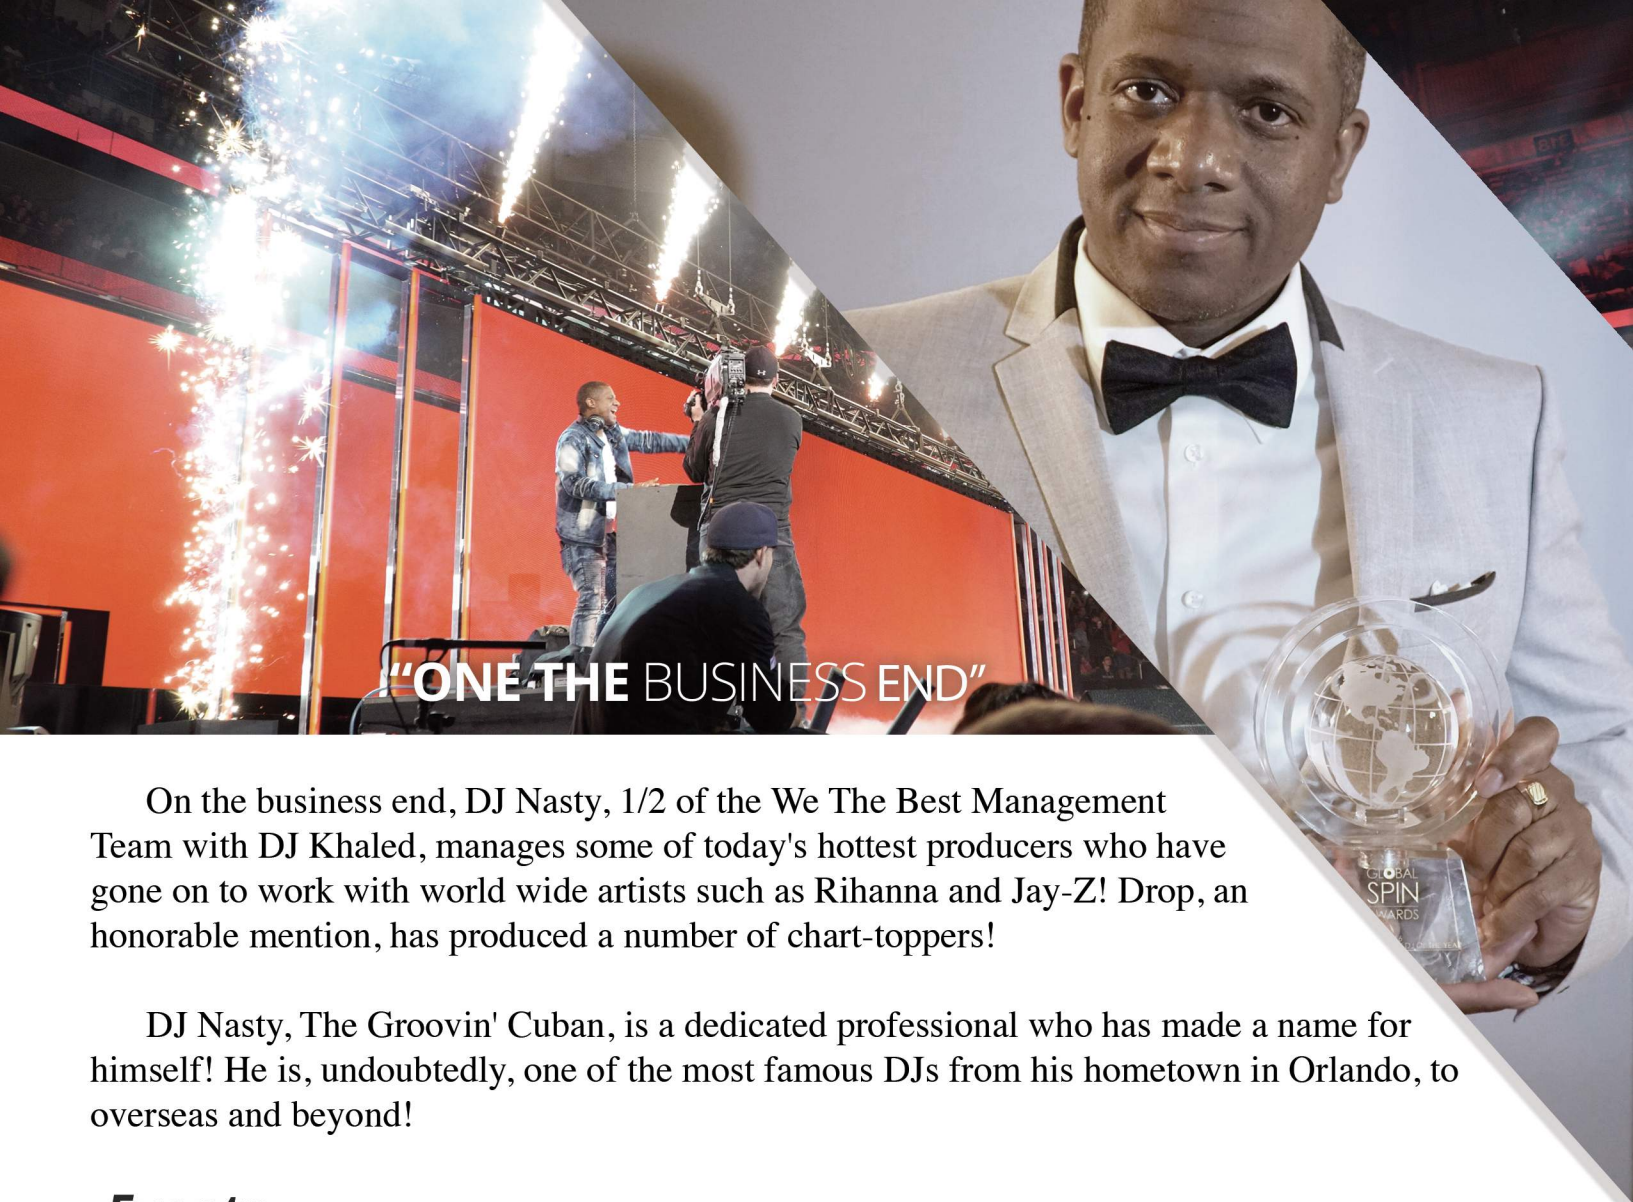 “ONE THE BUSINESS END”
On the business end, DJ Nasty, 1/2 of the We The Best Management
Team with DJ Khaled, manages some of today's hottest producers who have
gone on to work with world wide artists such as Rihanna and Jay-Z! Drop, an
honorable mention, has produced a number of chart-toppers!
DJ Nasty, The Groovin' Cuban, is a dedicated professional who has made a name for
himself! He is, undoubtedly, one of the most famous DJs from his hometown in Orlando, to
overseas and beyond!
GLOBAL
SPIN
AWARDS